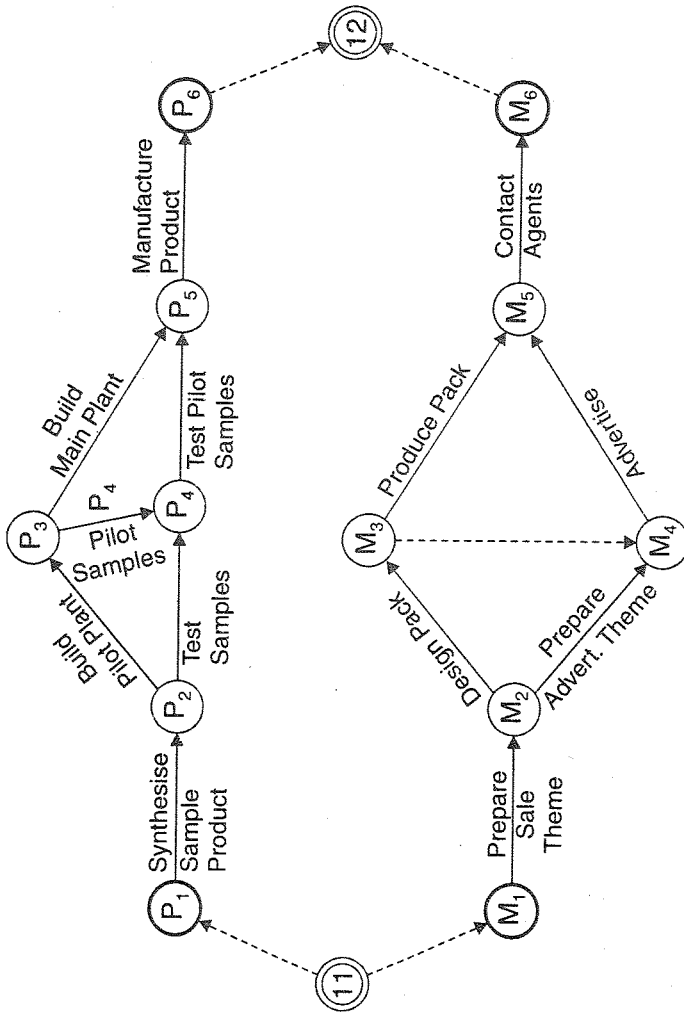 11
P1
Synthesise
Sample
Product
P2
Build
Pilot Plant
P3
P4
Pilot
Samples
Test
Samples
P4
Build
Main Plant
Test Pilot
Samples
P5
Manufacture
Product
P6
12
M1
Prepare
Sale
Theme
M2
Design Pack
M3
Prepare
Advert. Theme
M4
Produce Pack
Advertise
M5
Contact
Agents
M6